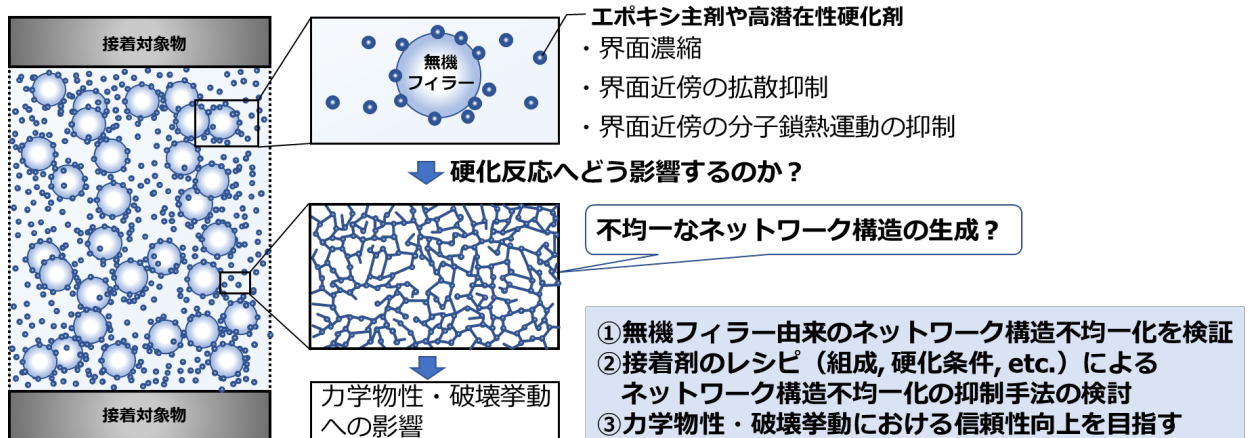 接着対象物
無機
フィラー
エポキシ主剤や高潜在性硬化剤
・界面濃縮
・界面近傍の拡散抑制
・界面近傍の分子鎖熱運動の抑制
硬化反応へどう影響するのか？
不均一なネットワーク構造の生成？
力学物性・破壊挙動
への影響
接着対象物
①無機フィラー由来のネットワーク構造不均一化を検証
②接着剤のレシピ（組成, 硬化条件, etc.）による
ネットワーク構造不均一化の抑制手法の検討
③力学物性・破壊挙動における信頼性向上を目指す